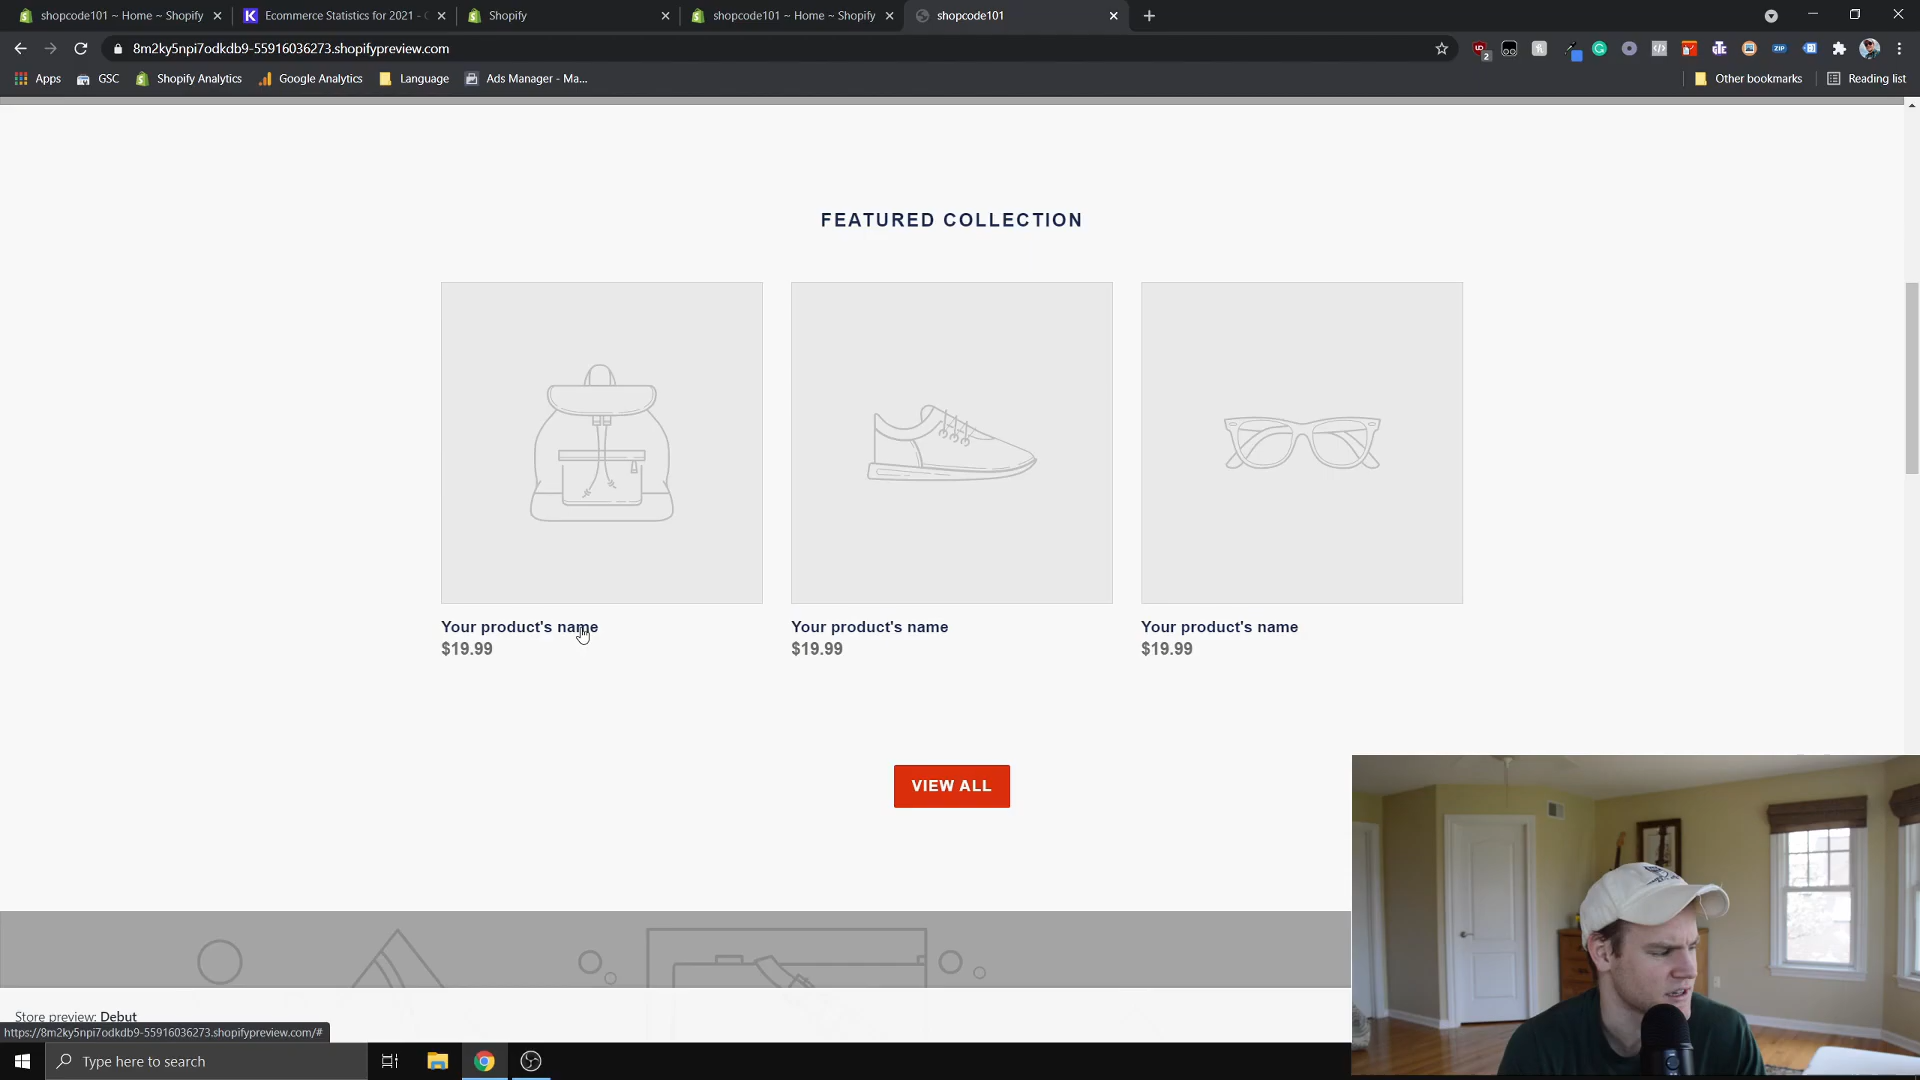 shopcode101 ~ Home ~ Shopify
Ecommerce Statistics for 2021 -
Shopify
shopcode101 ~ Home ~ Shopify
shopcode101
8m2ky5npi7odkdb9-55916036273.shopifypreview.com
Apps
GSC
Shopify Analytics
Google Analytics
Language
Ads Manager - Ma...
Other bookmarks
Reading list
FEATURED COLLECTION
Your product's name
$19.99
Your product's name
$19.99
Your product's name
$19.99
VIEW ALL
Store preview: Debut
https://8m2ky5npi7odkdb9-55916036273.shopifypreview.com/#
Type here to search